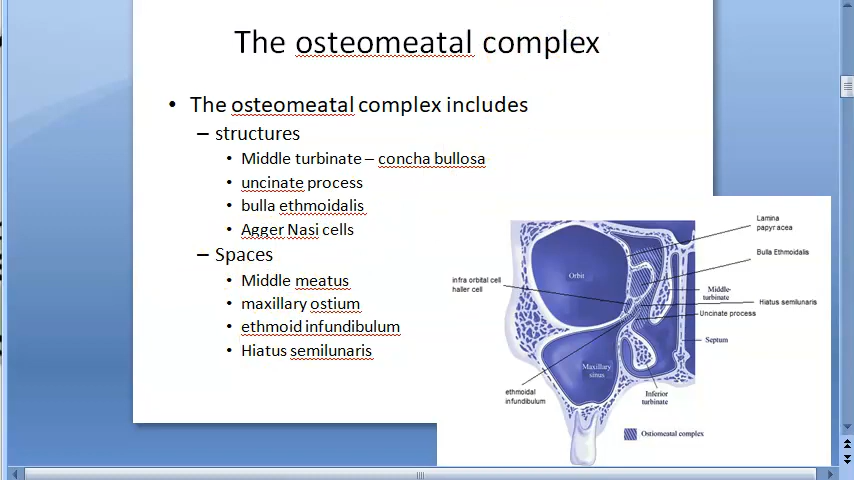 The osteomeatal complex
• The osteomeatal complex includes
– structures
• Middle turbinate – concha bullosa
• uncinate process
• bulla ethmoidalis
• Agger Nasi cells
– Spaces
• Middle meatus
• maxillary ostium
• ethmoid infundibulum
• Hiatus semilunaris
Lamina
papyr acea
Bulla Ethmoidalis
Orbit
infra orbital cell
haller cell
Middle-
turbinate
Hiatus semilunaris
Uncinate process
Septum
Maxillary
sinus
ethmoidal
infundibulum
Inferior
turbinate
Ostiomeatal complex